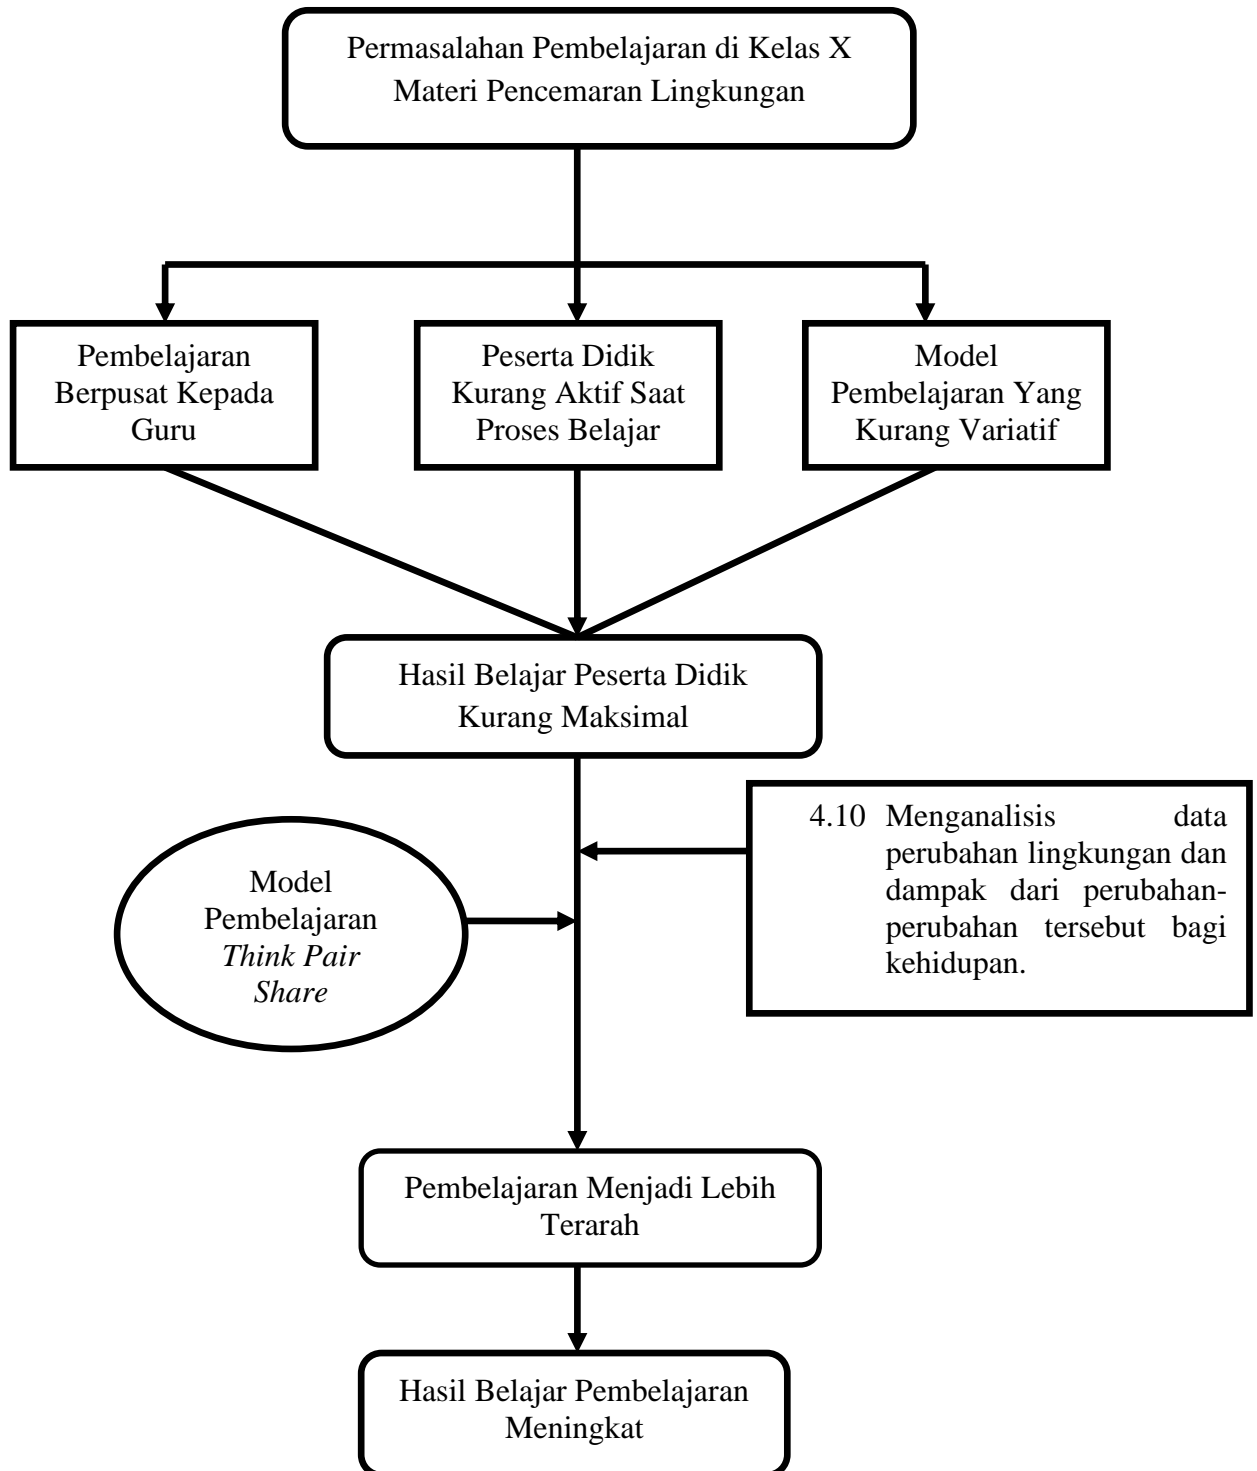 Permasalahan Pembelajaran di Kelas X
Materi Pencemaran Lingkungan
Pembelajaran
Berpusat Kepada
Guru
Peserta Didik
Kurang Aktif Saat
Proses Belajar
Model
Pembelajaran Yang
Kurang Variatif
Hasil Belajar Peserta Didik
Kurang Maksimal
4.10 Menganalisis data
perubahan lingkungan dan
dampak dari perubahan-
perubahan tersebut bagi
kehidupan.
Model
Pembelajaran
Think Pair
Share
Pembelajaran Menjadi Lebih
Terarah
Hasil Belajar Pembelajaran
Meningkat